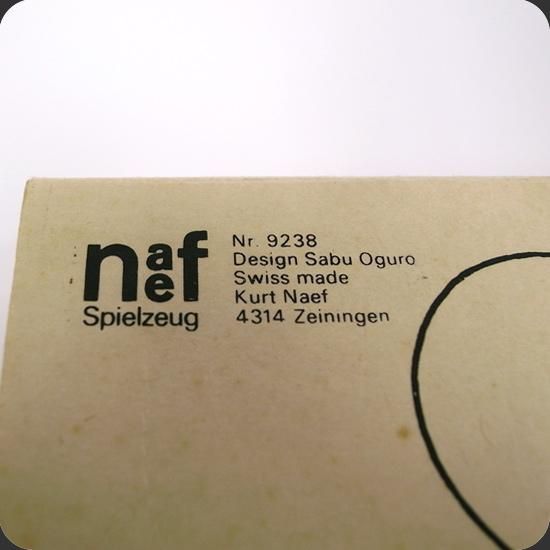 naef
Spielzeug
Nr. 9238
Design Sabu Oguro
Swiss made
Kurt Naef
4314 Zeiningen